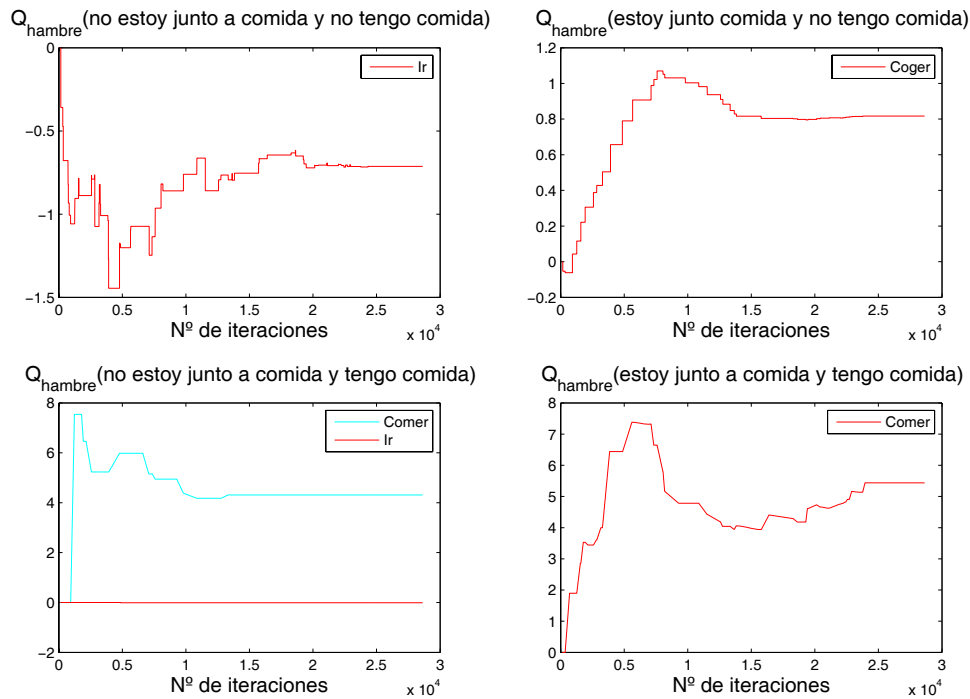 Q_hambre(no estoy junto a comida y no tengo comida)
0
−0.5
−1
−1.5
Ir
0 0.5 1 1.5 2 2.5 3
x 10^4
Nº de iteraciones
Q_hambre(estoy junto comida y no tengo comida)
1.2
1
0.8
0.6
0.4
0.2
0
−0.2
Coger
0 0.5 1 1.5 2 2.5 3
x 10^4
Nº de iteraciones
Q_hambre(no estoy junto a comida y tengo comida)
8
6
4
2
0
−2
Comer
Ir
0 0.5 1 1.5 2 2.5 3
x 10^4
Nº de iteraciones
Q_hambre(estoy junto a comida y tengo comida)
8
7
6
5
4
3
2
1
0
Comer
0 0.5 1 1.5 2 2.5 3
x 10^4
Nº de iteraciones